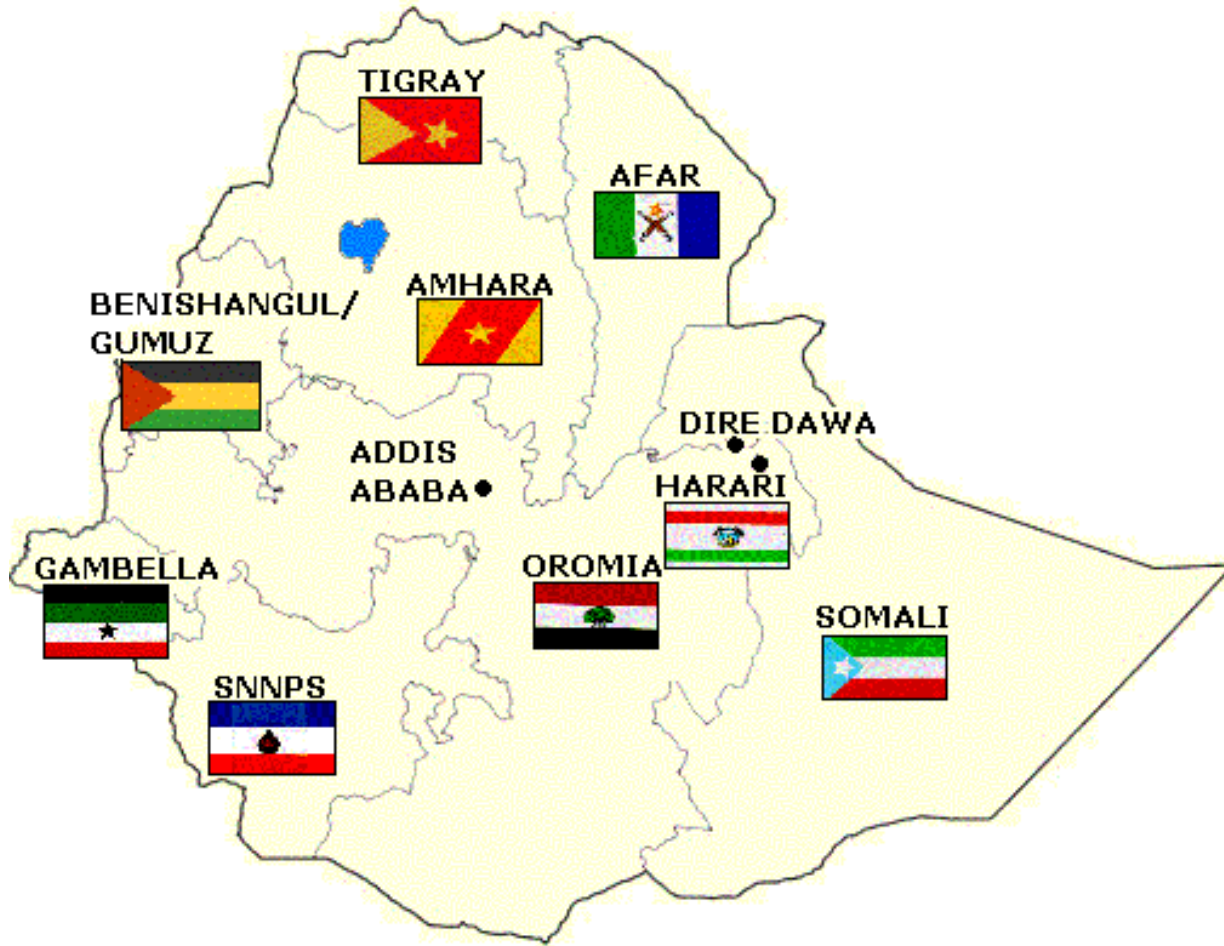 TIGRAY
AFAR
AMHARA
BENISHANGUL/
GUMUZ
DIRE DAWA
ADDIS
ABABA
HARARI
GAMBELLA
OROMIA
SOMALI
SNNPS